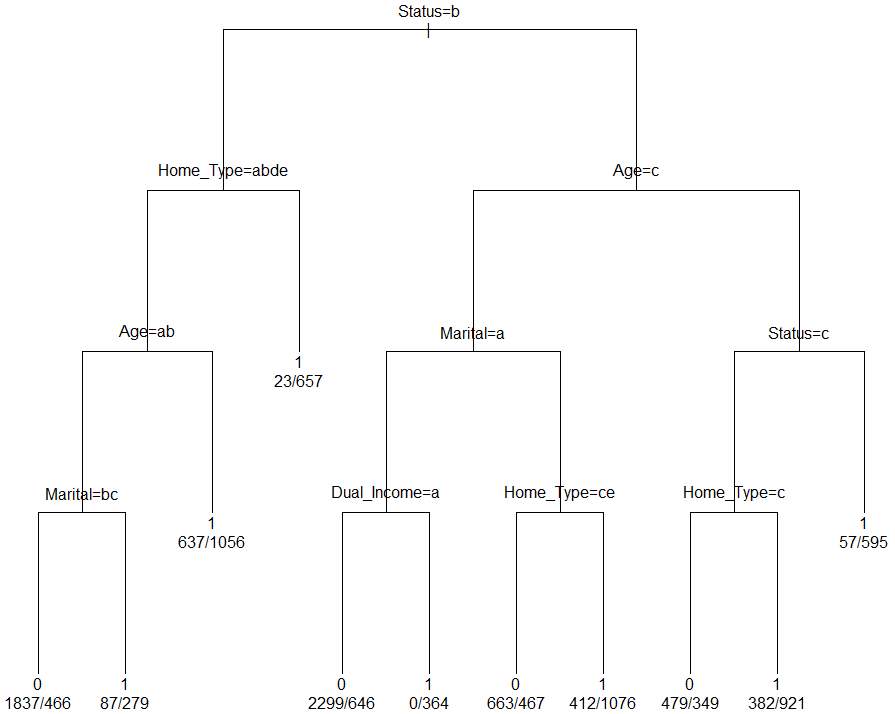 Status=b
Home_Type=abde
Age=c
Age=ab
Marital=a
Status=c
1
23/657
Marital=bc
Dual_Income=a
Home_Type=ce
Home_Type=c
1
637/1056
1
57/595
0
1837/466
1
87/279
0
2299/646
1
0/364
0
663/467
1
412/1076
0
479/349
1
382/921